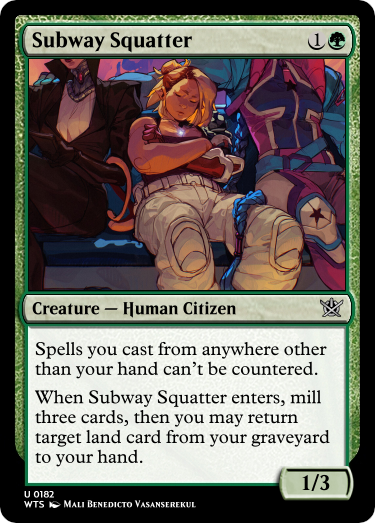 Subway Squatter 1
Creature — Human Citizen
Spells you cast from anywhere other
than your hand can't be countered.
When Subway Squatter enters, mill
three cards, then you may return
target land card from your graveyard
to your hand.
1/3
U 0182
WTS Mali Benedicto Vasanserekul